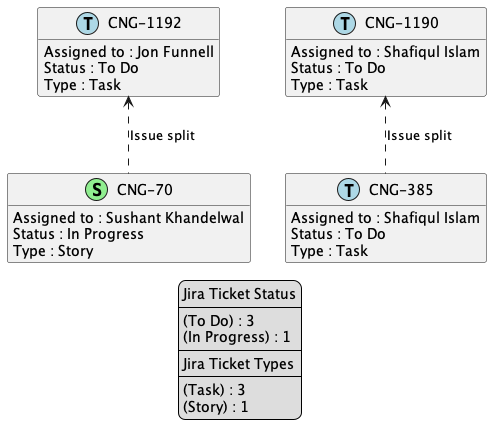 T CNG-1192
Assigned to : Jon Funnell
Status : To Do
Type : Task
T CNG-1190
Assigned to : Shafiqul Islam
Status : To Do
Type : Task
Issue split
Issue split
S CNG-70
Assigned to : Sushant Khandelwal
Status : In Progress
Type : Story
T CNG-385
Assigned to : Shafiqul Islam
Status : To Do
Type : Task
Jira Ticket Status
(To Do) : 3
(In Progress) : 1
Jira Ticket Types
(Task) : 3
(Story) : 1